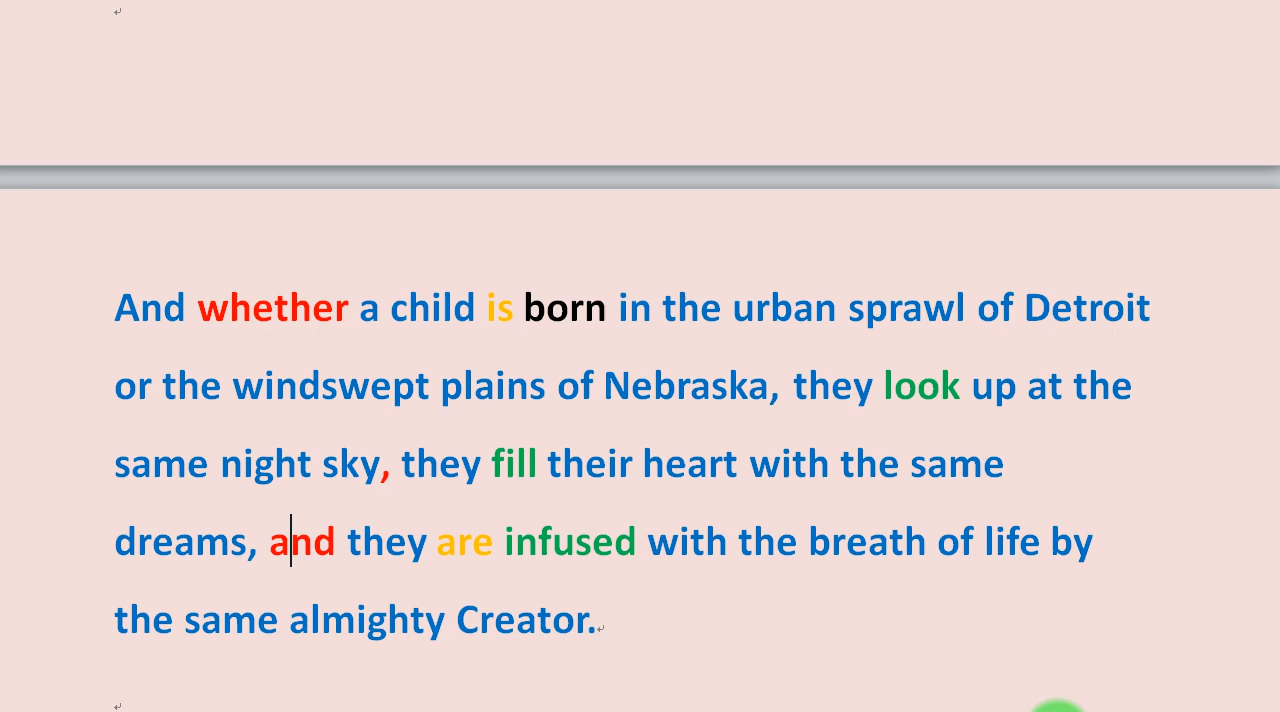 And whether a child is born in the urban sprawl of Detroit
or the windswept plains of Nebraska, they look up at the
same night sky, they fill their heart with the same
dreams, and they are infused with the breath of life by
the same almighty Creator.